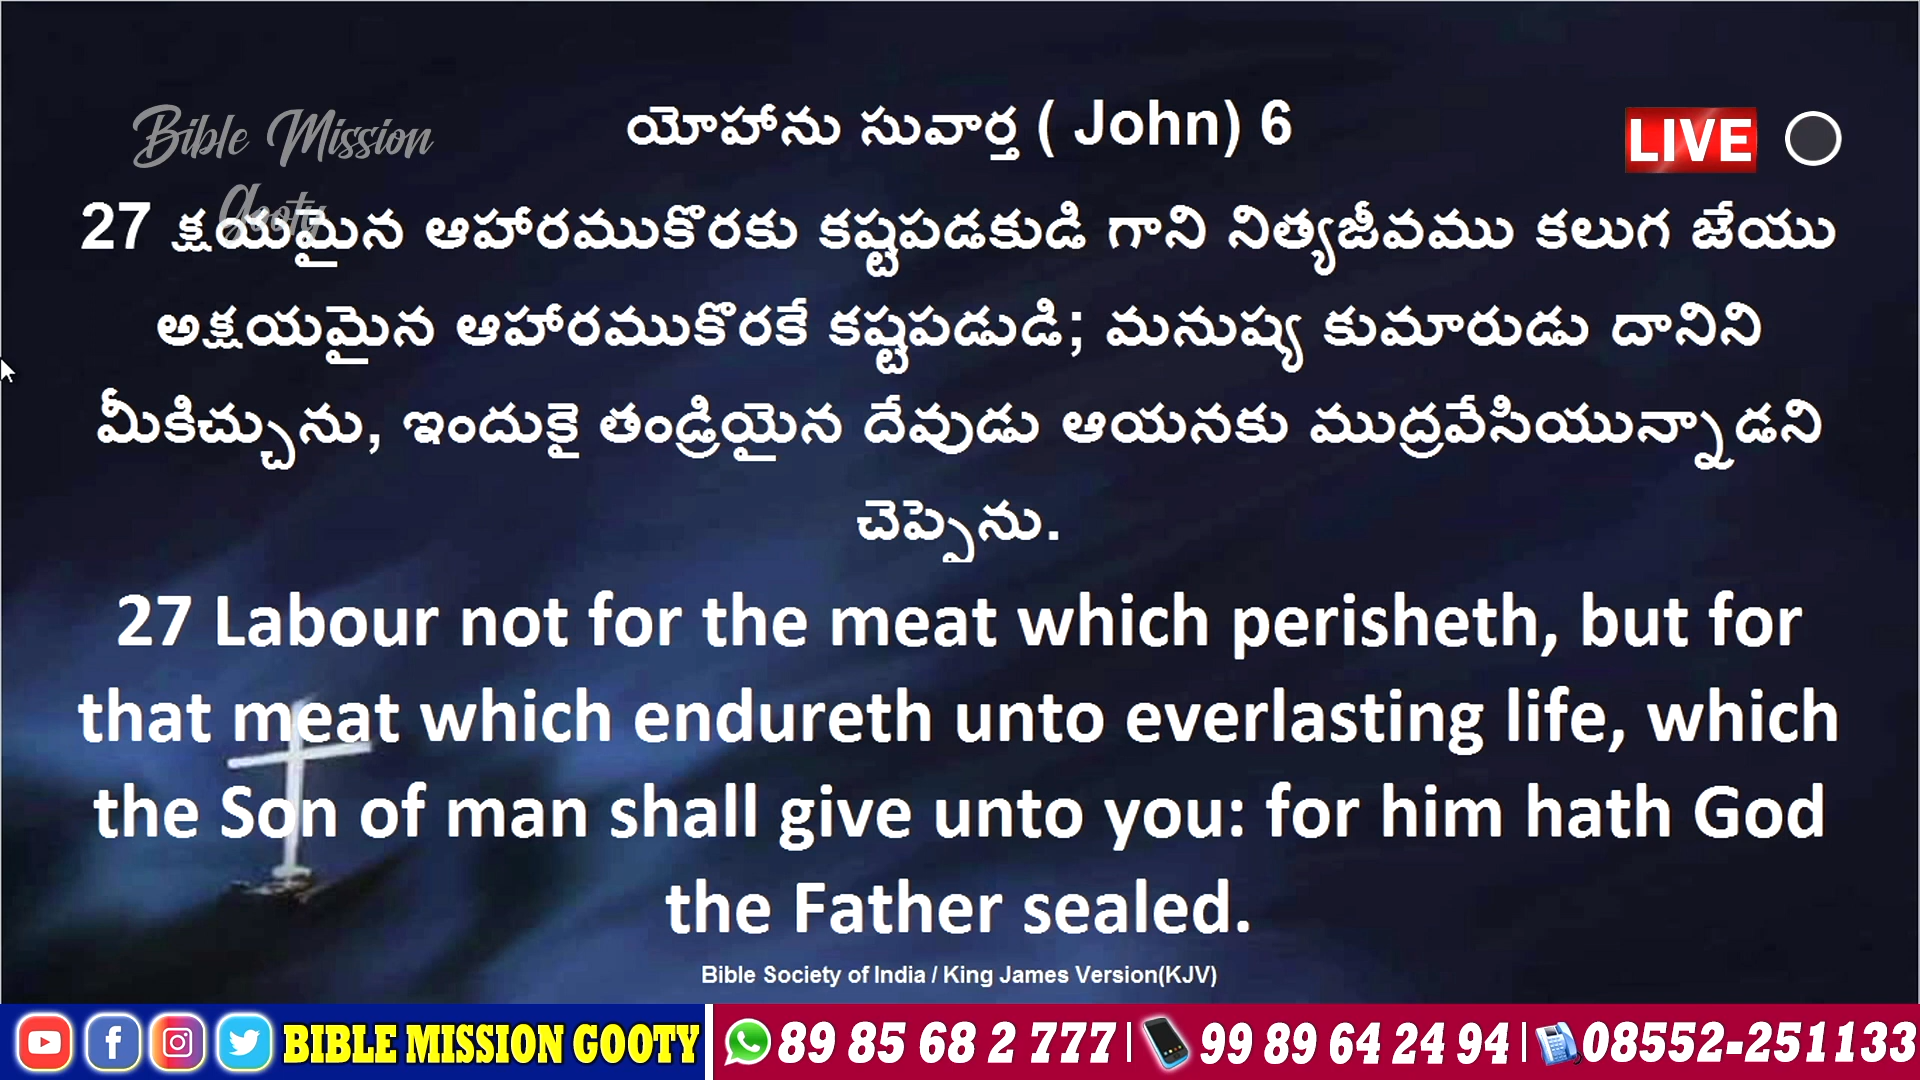 Bible Mission
Gooty
యోహాను సువార్త ( John) 6
LIVE
27 క్షయమైన ఆహారముకొరకు కష్టపడకుడి గాని నిత్యజీవము కలుగ జేయు
అక్షయమైన ఆహారముకొరకే కష్టపడుడి; మనుష్య కుమారుడు దానిని
మీకిచ్చును, ఇందుకై తండ్రియైన దేవుడు ఆయనకు ముద్రవేసియున్నాడని
చెప్పెను.
27 Labour not for the meat which perisheth, but for
that meat which endureth unto everlasting life, which
the Son of man shall give unto you: for him hath God
the Father sealed.
Bible Society of India / King James Version(KJV)
BIBLE MISSION GOOTY 89 85 68 2 777 | 99 89 64 24 94 | 08552-251133